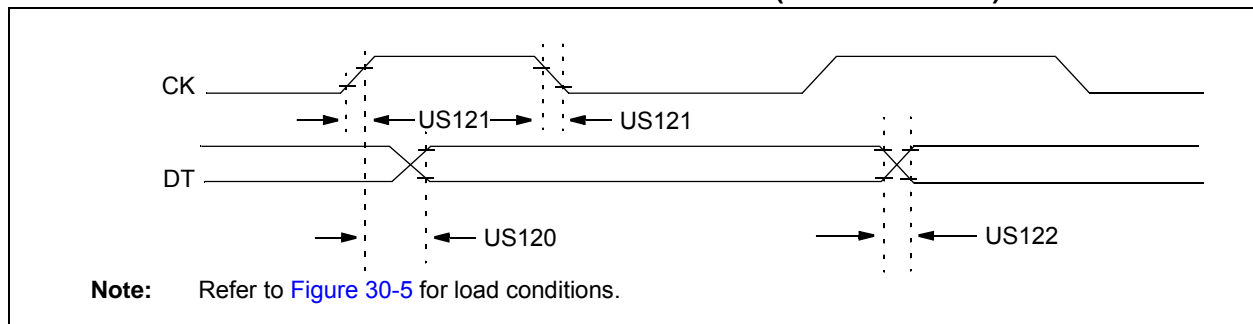 CK
US121 US121
DT
US120 US122
Note: Refer to Figure 30-5 for load conditions.